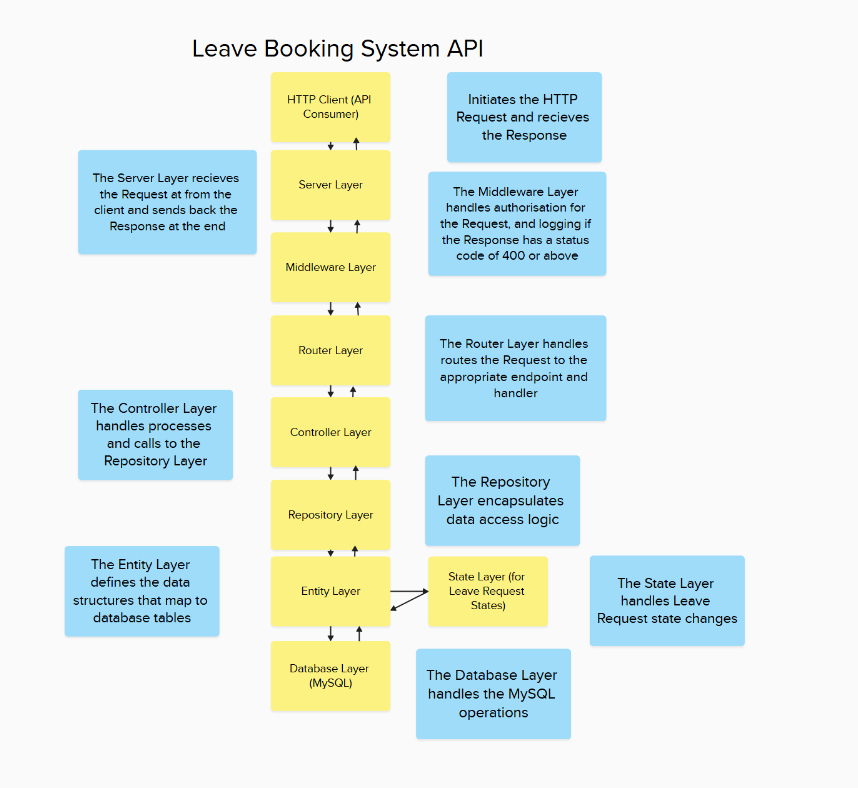 Leave Booking System API
HTTP Client (API
Consumer)
Initiates the HTTP
Request and recieves
the Response
The Server Layer recieves
the Request at from the
client and sends back the
Response at the end
Server Layer
The Middleware Layer
handles authorisation for
the Request, and logging if
the Response has a status
code of 400 or above
Middleware Layer
Router Layer
The Router Layer handles
routes the Request to the
appropriate endpoint and
handler
The Controller Layer
handles processes
and calls to the
Repository Layer
Controller Layer
Repository Layer
The Repository
Layer encapsulates
data access logic
The Entity Layer
defines the data
structures that map to
database tables
Entity Layer
State Layer (for
Leave Request
States)
The State Layer
handles Leave
Request state changes
Database Layer
(MySQL)
The Database Layer
handles the MySQL
operations